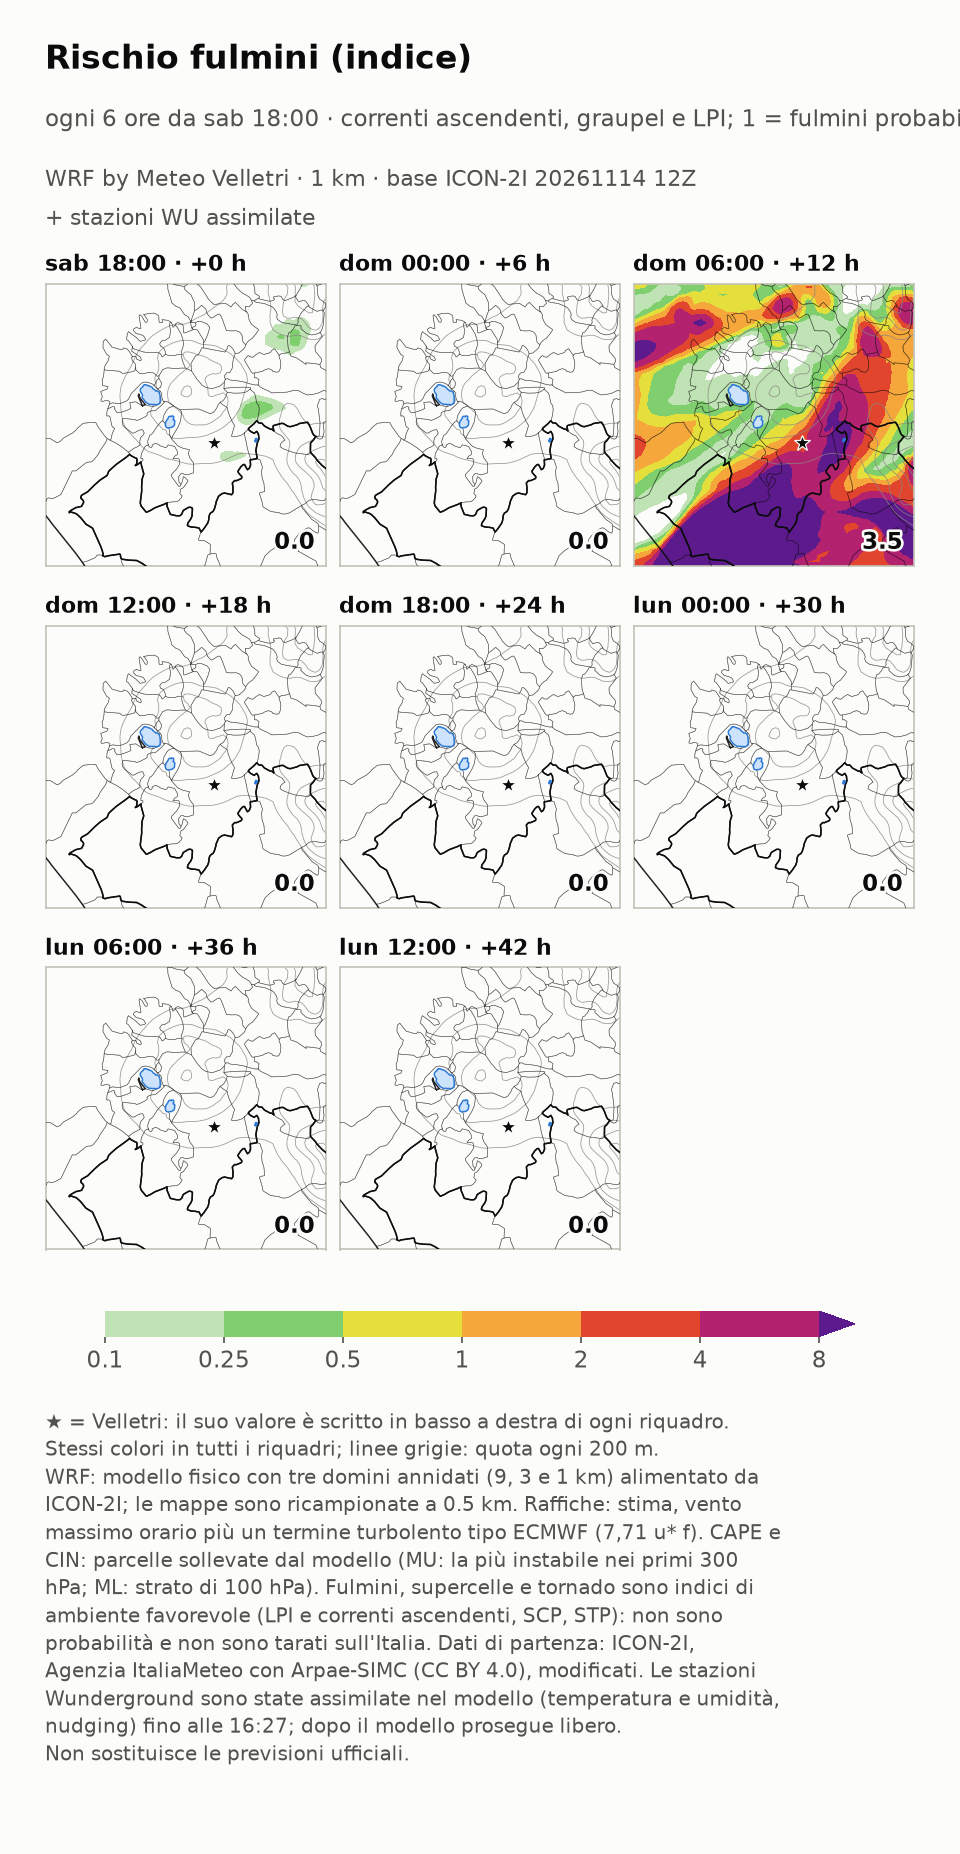 Rischio fulmini (indice)
ogni 6 ore da sab 18:00 · correnti ascendenti, graupel e LPI; 1 = fulmini probabi
WRF by Meteo Velletri · 1 km · base ICON-2I 20261114 12Z
+ stazioni WU assimilate
sab 18:00 · +0 h
dom 00:00 · +6 h
dom 06:00 · +12 h
0.0
0.0
3.5
dom 12:00 · +18 h
dom 18:00 · +24 h
lun 00:00 · +30 h
0.0
0.0
0.0
lun 06:00 · +36 h
lun 12:00 · +42 h
0.0
0.0
0.1 0.25 0.5 1 2 4 8
★ = Velletri: il suo valore è scritto in basso a destra di ogni riquadro.
Stessi colori in tutti i riquadri; linee grigie: quota ogni 200 m.
WRF: modello fisico con tre domini annidati (9, 3 e 1 km) alimentato da
ICON-2I; le mappe sono ricampionate a 0.5 km. Raffiche: stima, vento
massimo orario più un termine turbolento tipo ECMWF (7,71 u* f). CAPE e
CIN: parcelle sollevate dal modello (MU: la più instabile nei primi 300
hPa; ML: strato di 100 hPa). Fulmini, supercelle e tornado sono indici di
ambiente favorevole (LPI e correnti ascendenti, SCP, STP): non sono
probabilità e non sono tarati sull'Italia. Dati di partenza: ICON-2I,
Agenzia ItaliaMeteo con Arpae-SIMC (CC BY 4.0), modificati. Le stazioni
Wunderground sono state assimilate nel modello (temperatura e umidità,
nudging) fino alle 16:27; dopo il modello prosegue libero.
Non sostituisce le previsioni ufficiali.